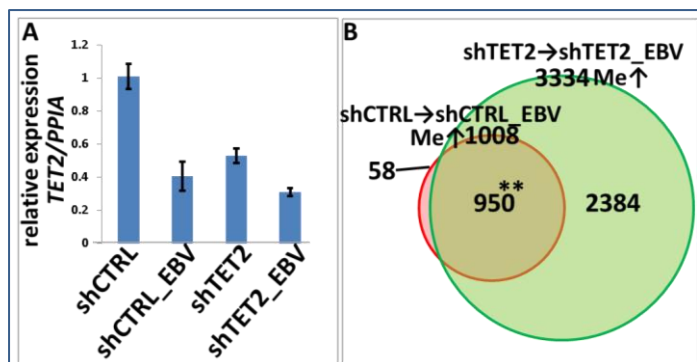 A
relative expression
TET2/PPIA
1.2
1
0.8
0.6
0.4
0.2
0
shCTRL
shCTRL_EBV
shTET2
shTET2_EBV
B
shTET2→shTET2_EBV
3334 Me↑
shCTRL→shCTRL_EBV
Me↑1008
58
950**
2384